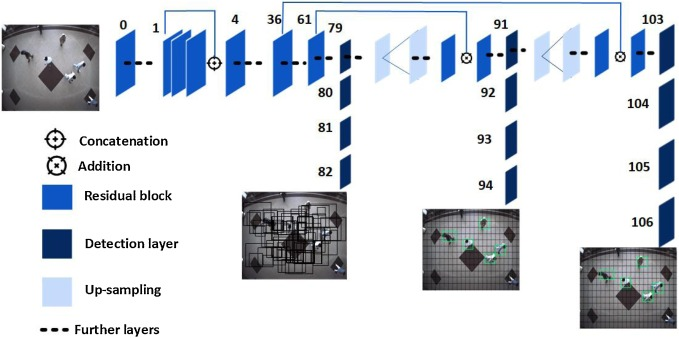 0 1 4 36 61 79 91 103
80 92 104
81 93 105
82 94 106
Concatenation
Addition
Residual block
Detection layer
Up-sampling
Further layers